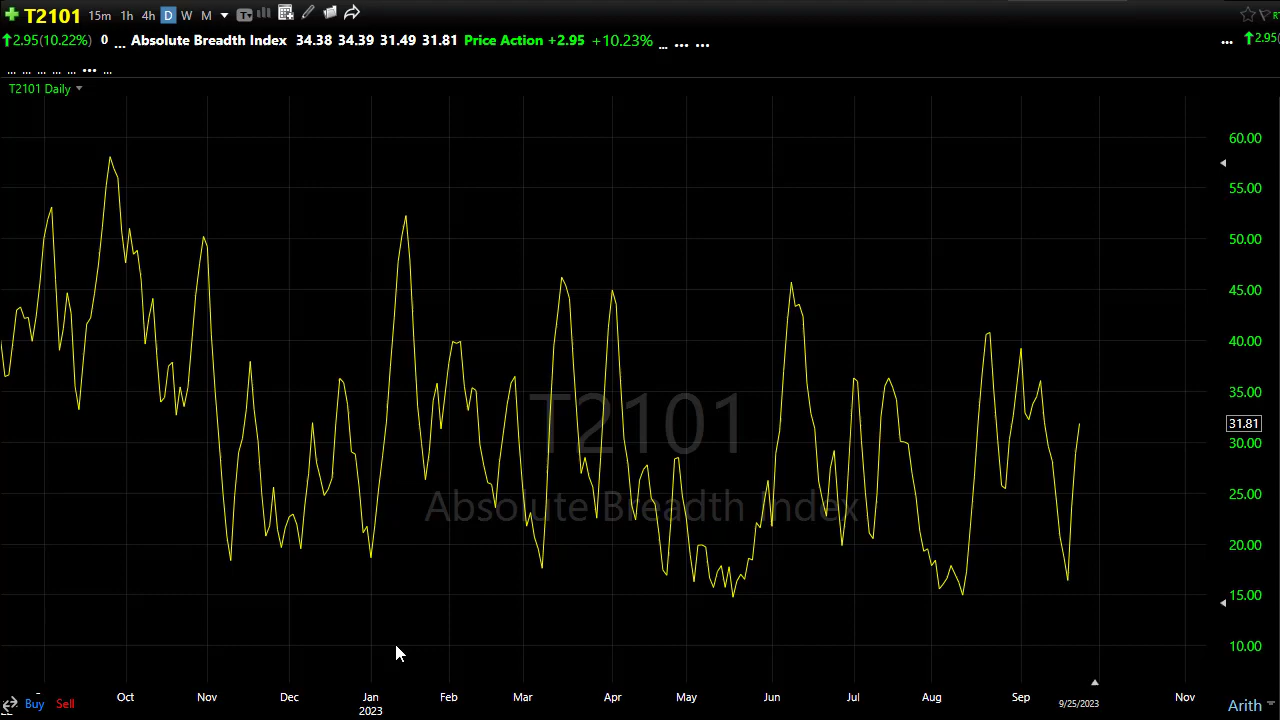 T2101 15m 1h 4h D W M T RT
2.95(10.22%) 0 ... Absolute Breadth Index 34.38 34.39 31.49 31.81 Price Action +2.95 +10.23% ... ... ... ... 2.95(
... ... ... ... ... ... ...
T2101 Daily
60.00
55.00
50.00
45.00
40.00
35.00
T2101
31.81
30.00
25.00
Absolute Breadth Index
20.00
15.00
10.00
Oct Nov Dec Jan Feb Mar Apr May Jun Jul Aug Sep Nov
Buy Sell 2023 9/25/2023 Arith